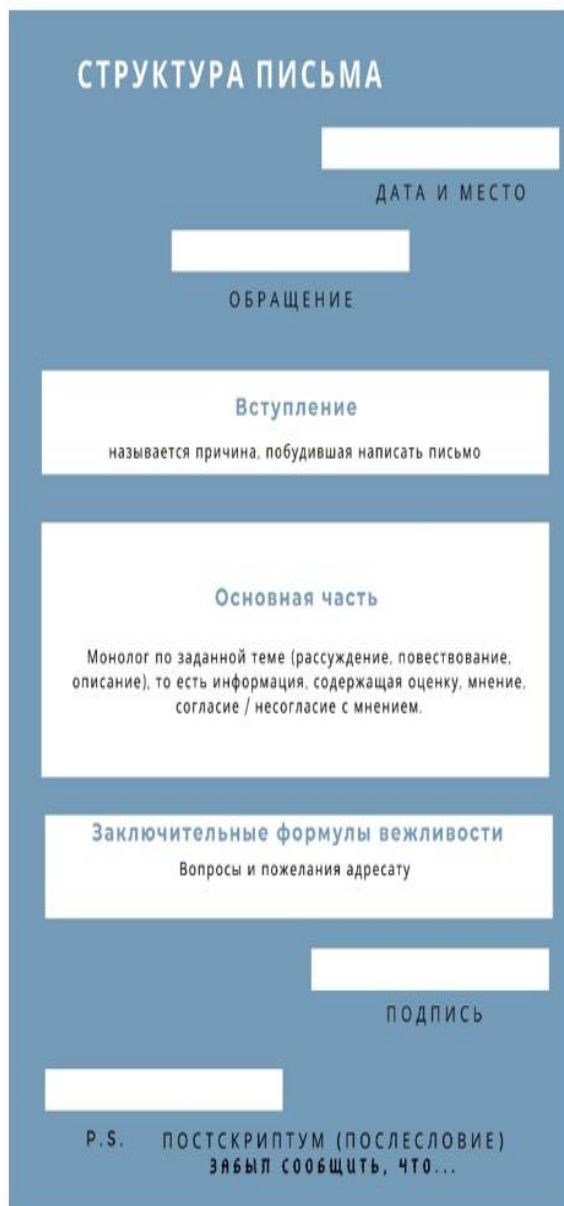 СТРУКТУРА ПИСЬМА
ДАТА И МЕСТО
ОБРАЩЕНИЕ
Вступление
называется причина, побудившая написать письмо
Основная часть
Монолог по заданной теме (рассуждение, повествование,
описание), то есть информация, содержащая оценку, мнение,
согласие / несогласие с мнением.
Заключительные формулы вежливости
Вопросы и пожелания адресату
ПОДПИСЬ
P.S. ПОСТСКРИПТУМ (ПОСЛЕСЛОВИЕ)
ЗАБЫЛ СООБЩИТЬ, ЧТО...